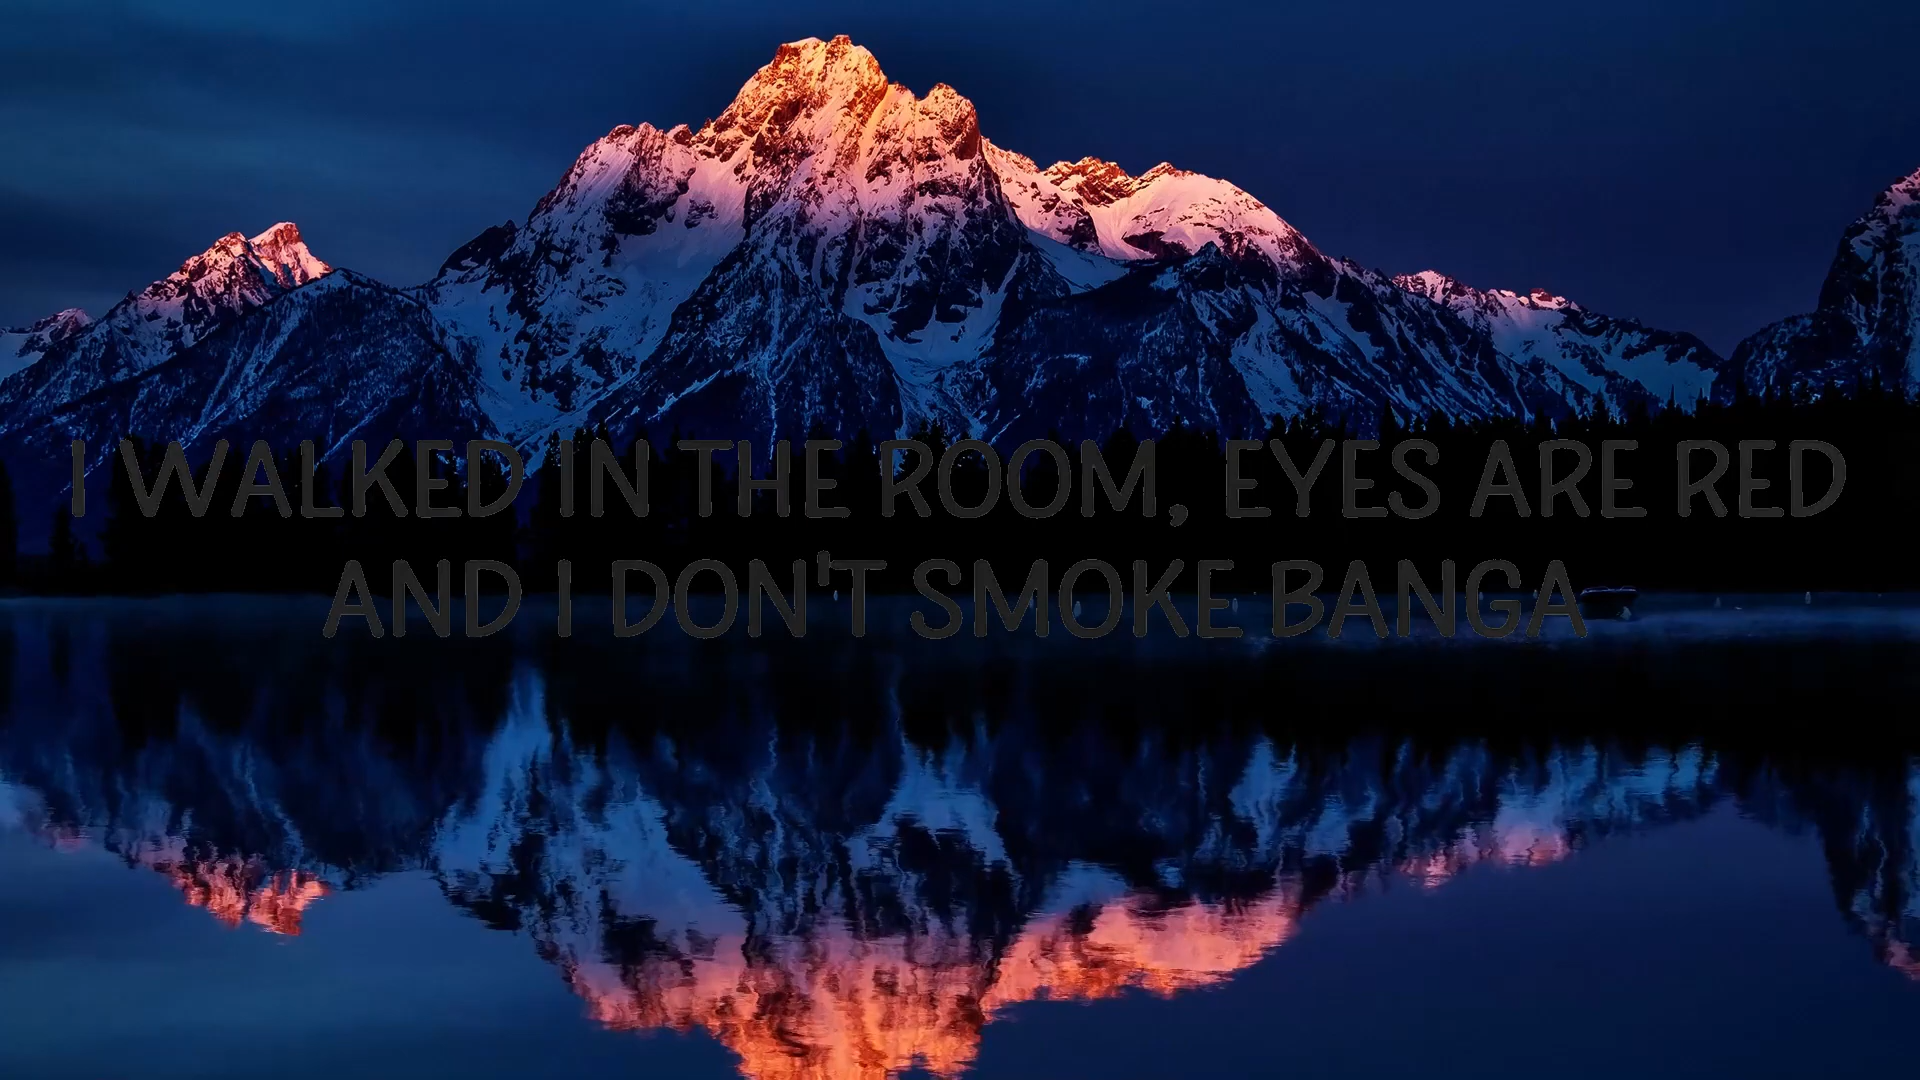 I WALKED IN THE ROOM, EYES ARE RED
AND I DON'T SMOKE BANGA